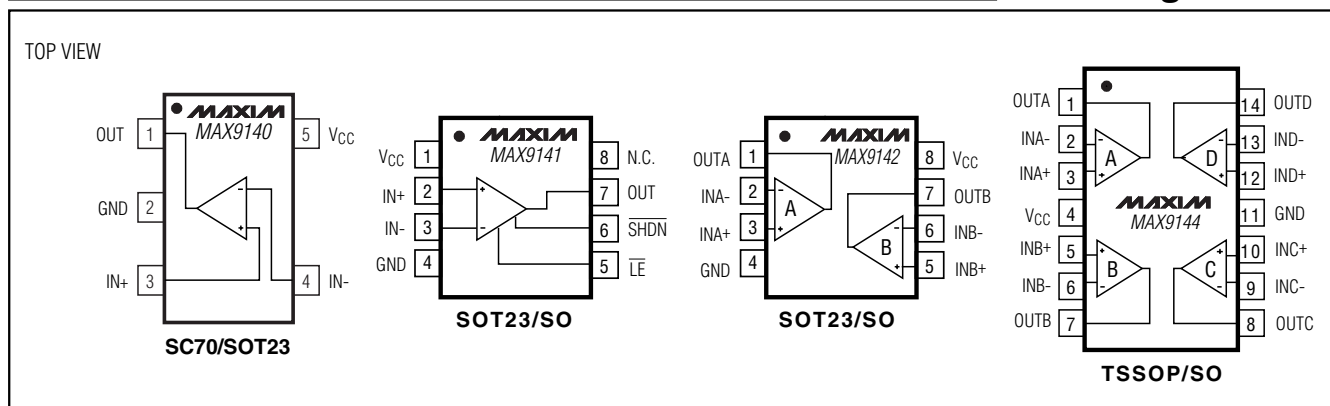 TOP VIEW
MAXIM
MAX9140
OUT 1
GND 2
IN+ 3
5 VCC
4 IN-
SC70/SOT23
MAXIM
MAX9141
VCC 1
IN+ 2
IN- 3
GND 4
8 N.C.
7 OUT
6 SHDN
5 LE
+
-
SOT23/SO
MAXIM
MAX9142
OUTA 1
INA- 2
INA+ 3
GND 4
8 VCC
7 OUTB
6 INB-
5 INB+
A
B
SOT23/SO
OUTA 1
INA- 2
INA+ 3
VCC 4
INB+ 5
INB- 6
OUTB 7
14 OUTD
13 IND-
12 IND+
11 GND
10 INC+
9 INC-
8 OUTC
A
D
MAXIM
MAX9144
B
C
TSSOP/SO